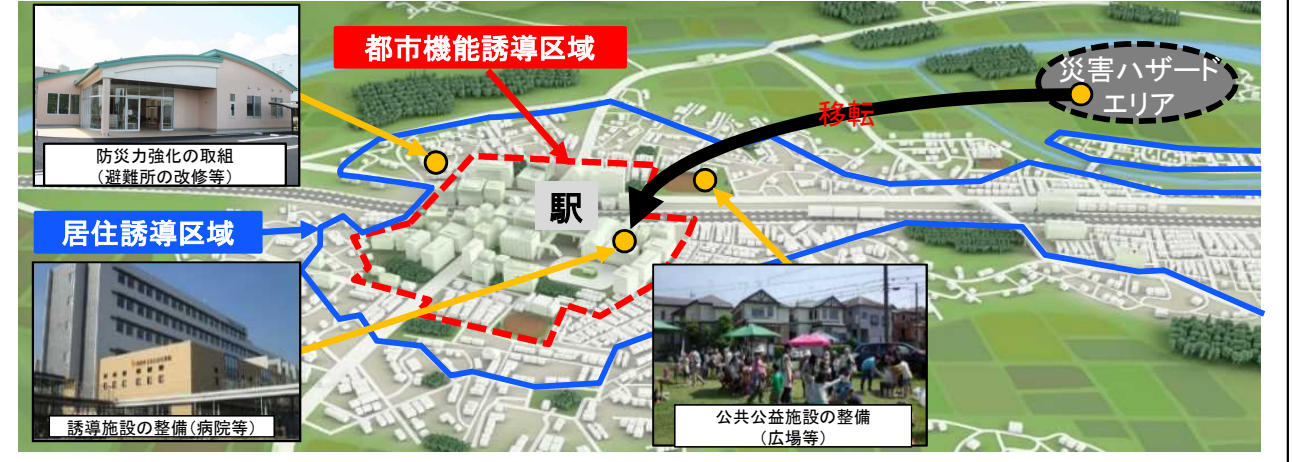 都市機能誘導区域
災害ハザード
エリア
移転
防災力強化の取組
（避難所の改修等）
駅
居住誘導区域
誘導施設の整備（病院等）
公共公益施設の整備
（広場等）